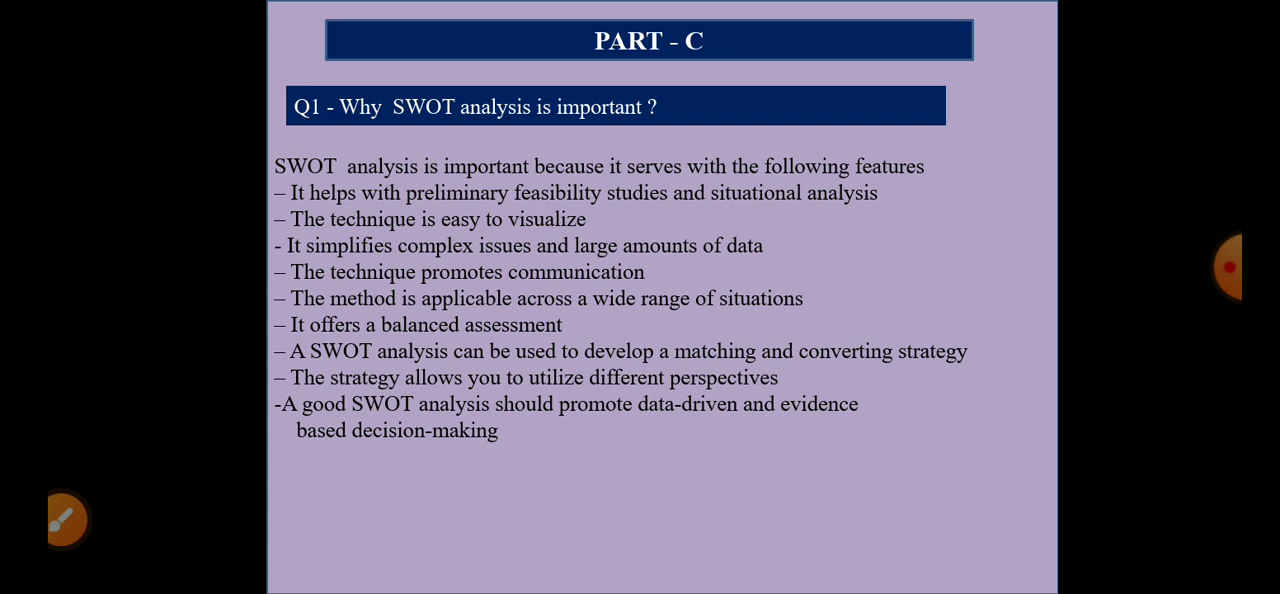 PART - C
Q1 - Why SWOT analysis is important ?
SWOT analysis is important because it serves with the following features
– It helps with preliminary feasibility studies and situational analysis
– The technique is easy to visualize
- It simplifies complex issues and large amounts of data
– The technique promotes communication
– The method is applicable across a wide range of situations
– It offers a balanced assessment
– A SWOT analysis can be used to develop a matching and converting strategy
– The strategy allows you to utilize different perspectives
-A good SWOT analysis should promote data-driven and evidence
based decision-making